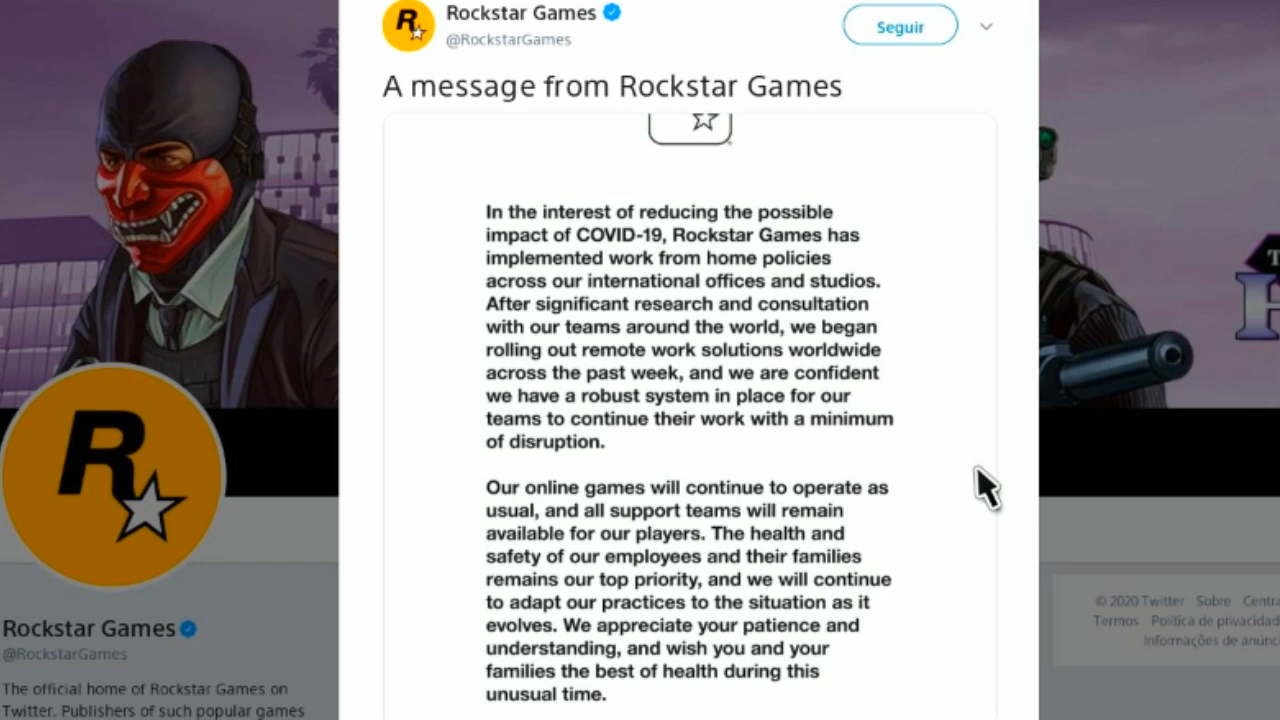 Rockstar Games
@RockstarGames
Seguir
A message from Rockstar Games
In the interest of reducing the possible
impact of COVID-19, Rockstar Games has
implemented work from home policies
across our international offices and studios.
After significant research and consultation
with our teams around the world, we began
rolling out remote work solutions worldwide
across the past week, and we are confident
we have a robust system in place for our
teams to continue their work with a minimum
of disruption.
Our online games will continue to operate as
usual, and all support teams will remain
available for our players. The health and
safety of our employees and their families
remains our top priority, and we will continue
to adapt our practices to the situation as it
evolves. We appreciate your patience and
understanding, and wish you and your
families the best of health during this
unusual time.
R
R
Rockstar Games
@RockstarGames
The official home of Rockstar Games on
Twitter. Publishers of such popular games
© 2020 Twitter Sobre
Termos Política de
Informações de